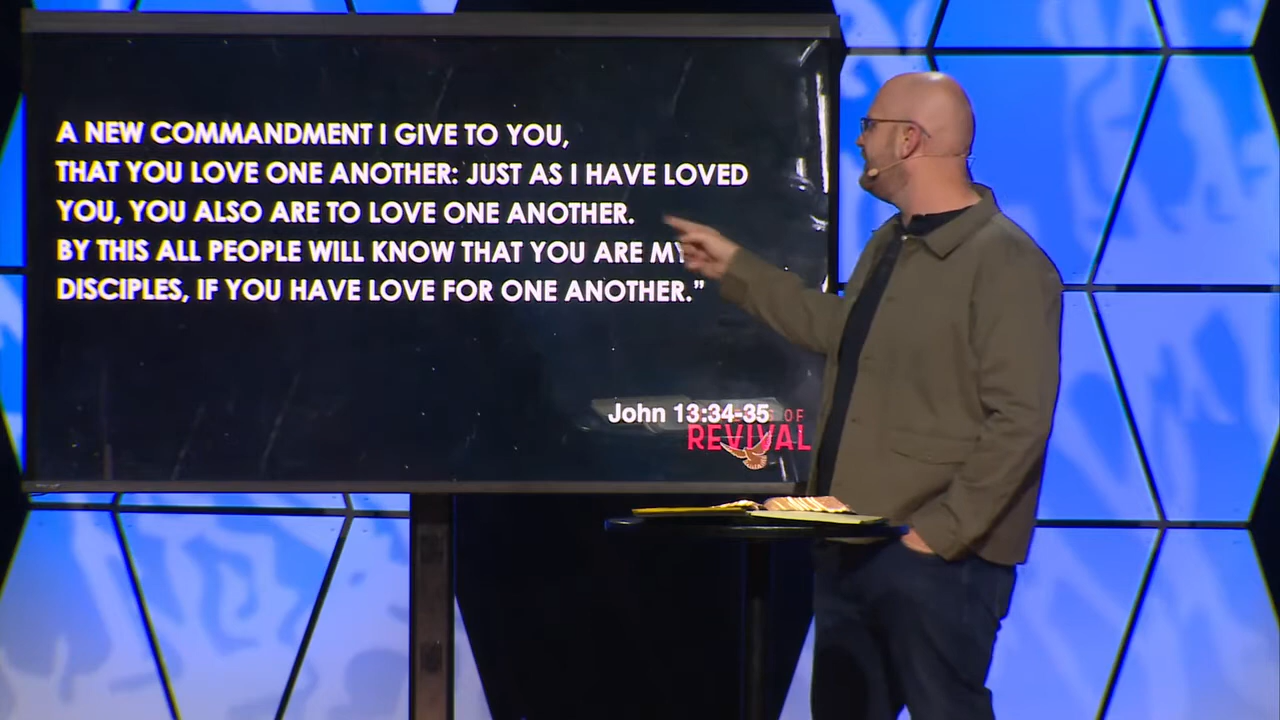 A NEW COMMANDMENT I GIVE TO YOU,
THAT YOU LOVE ONE ANOTHER: JUST AS I HAVE LOVED
YOU, YOU ALSO ARE TO LOVE ONE ANOTHER.
BY THIS ALL PEOPLE WILL KNOW THAT YOU ARE MY
DISCIPLES, IF YOU HAVE LOVE FOR ONE ANOTHER.”
John 13:34-35
OF
REVIVAL